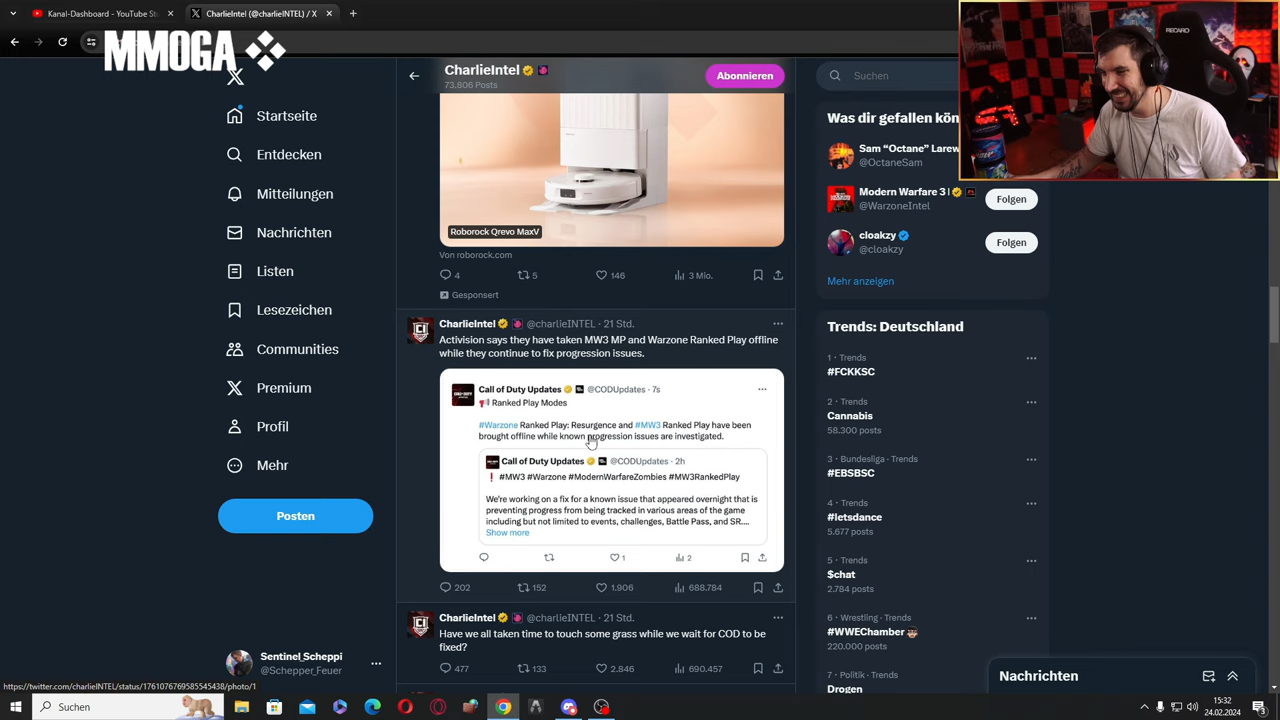 Kanal-Dashboard - YouTube St
CharlieIntel (@charlieINTEL) / X
MMOGA
RECARO
CharlieIntel
73.806 Posts
Abonnieren
Suchen
Startseite
Entdecken
Mitteilungen
Nachrichten
Listen
Lesezeichen
Communities
Premium
Profil
Mehr
Posten
Sentinel_Scheppi
@Schepper_Feuer
Roborock Qrevo MaxV
Von roborock.com
4
5
146
3 Mio.
Gesponsert
CharlieIntel @charlieINTEL · 21 Std.
Activision says they have taken MW3 MP and Warzone Ranked Play offline
while they continue to fix progression issues.
Call of Duty Updates @CODUpdates · 7s
Ranked Play Modes
#Warzone Ranked Play: Resurgence and #MW3 Ranked Play have been
brought offline while known progression issues are investigated.
Call of Duty Updates @CODUpdates · 2h
#MW3 #Warzone #ModernWarfareZombies #MW3RankedPlay
We're working on a fix for a known issue that appeared overnight that is
preventing progress from being tracked in various areas of the game
including but not limited to events, challenges, Battle Pass, and SR....
Show more
1
2
202
152
1.906
688.784
CharlieIntel @charlieINTEL · 21 Std.
Have we all taken time to touch some grass while we wait for COD to be
fixed?
477
133
2.846
690.457
Was dir gefallen kön
Sam “Octane” Larew
@OctaneSam
Modern Warfare 3 |
@WarzoneIntel
Folgen
cloakzy
@cloakzy
Folgen
Mehr anzeigen
Trends: Deutschland
1 · Trends
#FCKKSC
2 · Trends
Cannabis
58.300 posts
3 · Bundesliga · Trends
#EBSBSC
4 · Trends
#letsdance
5.677 posts
5 · Trends
$chat
2.784 posts
6 · Wrestling · Trends
#WWEChamber
220.000 posts
7 · Politik · Trends
Drogen
Nachrichten
https://twitter.com/charlieINTEL/status/1761076769585545438/photo/1
Suchen
15:32
24.02.2024